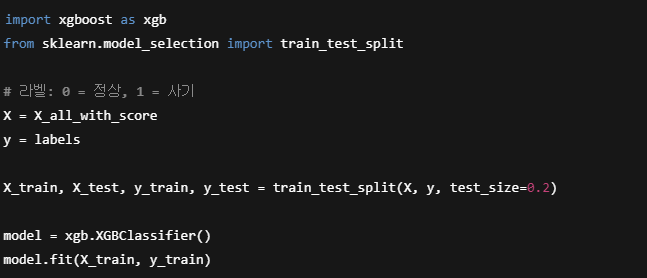 import xgboost as xgb
from sklearn.model_selection import train_test_split
# 라벨: 0 = 정상, 1 = 사기
X = X_all_with_score
y = labels
X_train, X_test, y_train, y_test = train_test_split(X, y, test_size=0.2)
model = xgb.XGBClassifier()
model.fit(X_train, y_train)